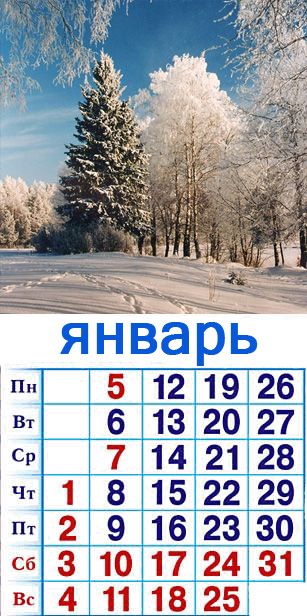 январь
Пн 5 12 19 26
Вт 6 13 20 27
Ср 7 14 21 28
Чт 1 8 15 22 29
Пт 2 9 16 23 30
Сб 3 10 17 24 31
Вс 4 11 18 25